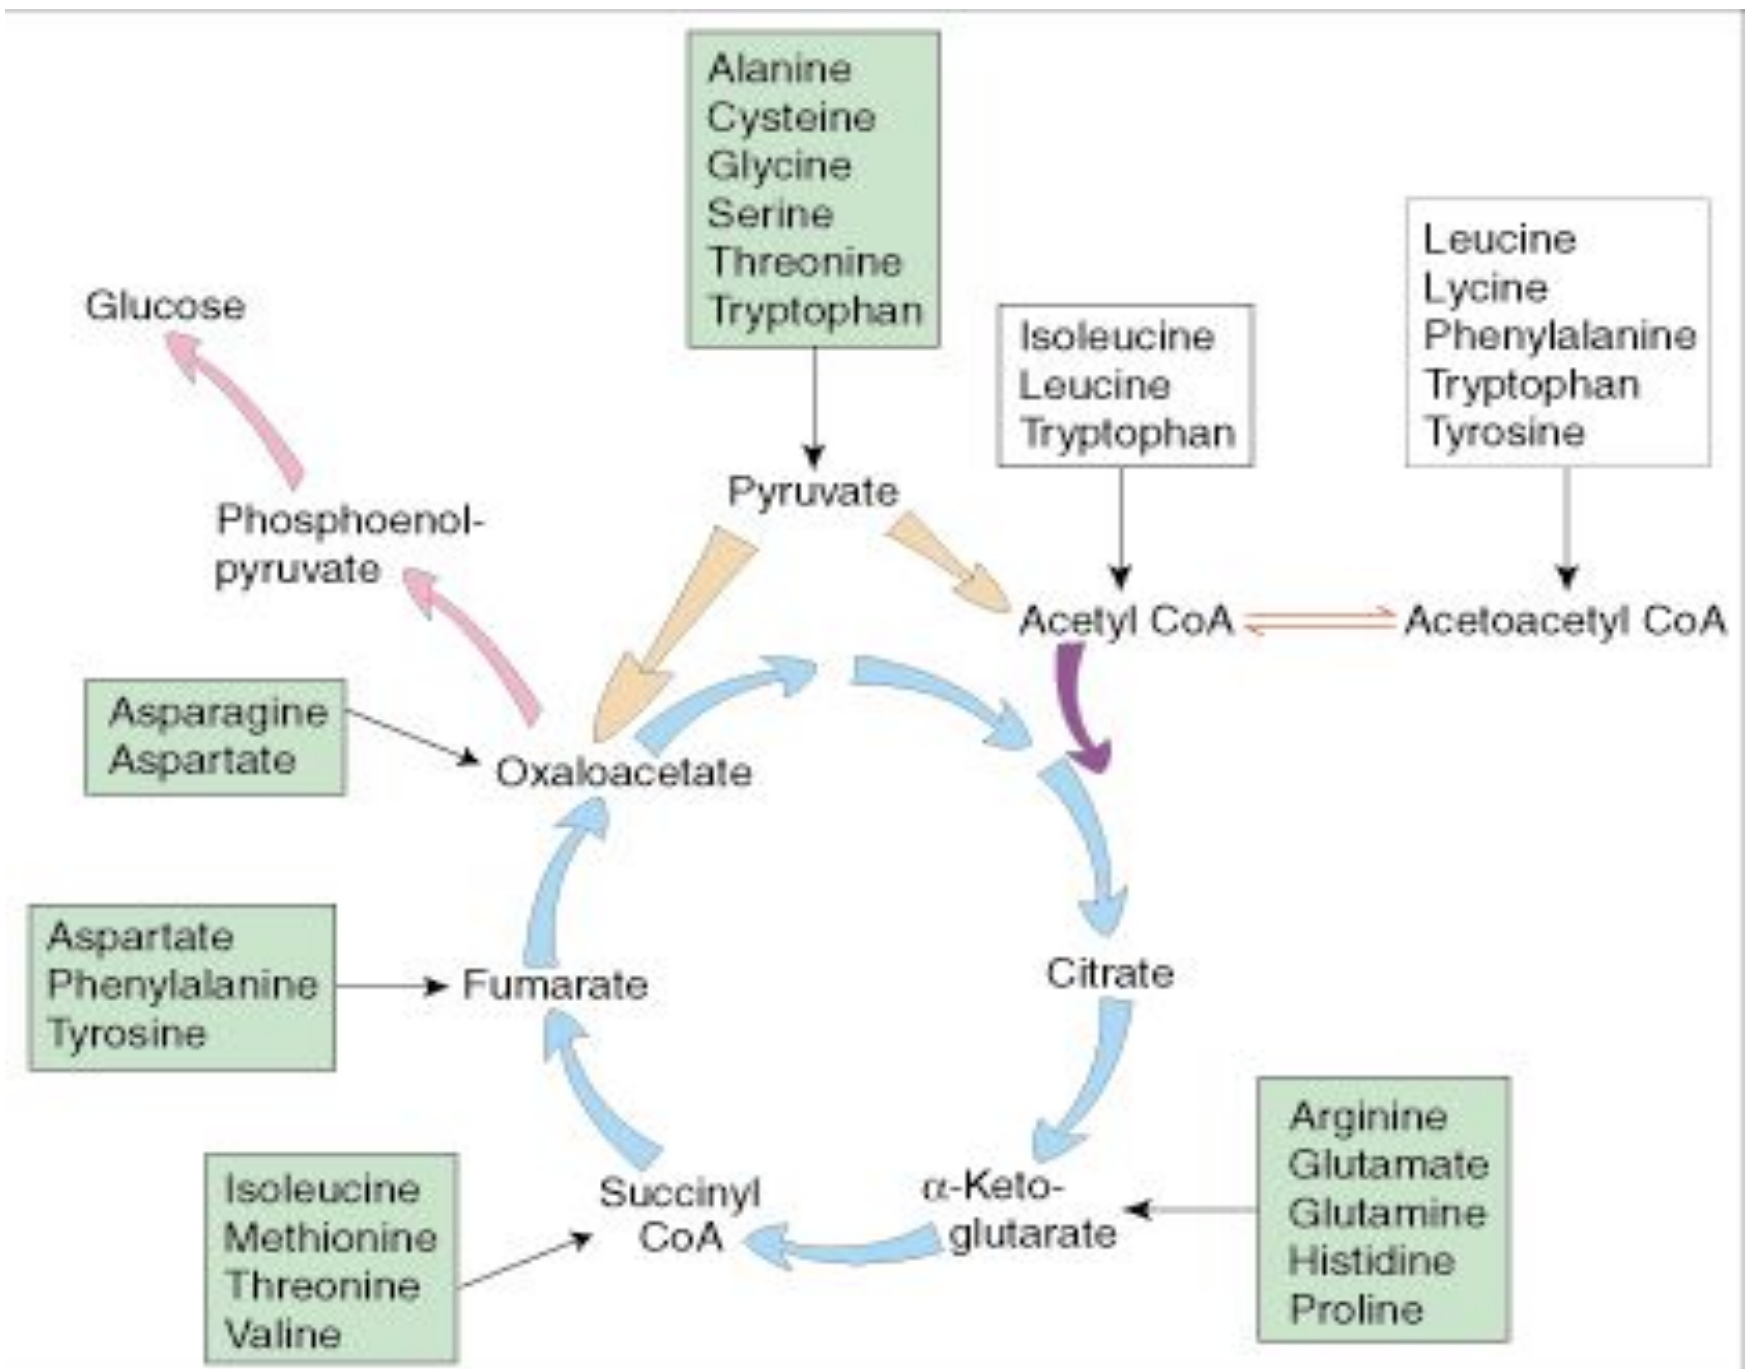 Alanine
Cysteine
Glycine
Serine
Threonine
Tryptophan
Leucine
Lycine
Phenylalanine
Tryptophan
Tyrosine
Isoleucine
Leucine
Tryptophan
Glucose
Phosphoenol-
pyruvate
Pyruvate
Acetyl CoA
Acetoacetyl CoA
Asparagine
Aspartate
Oxaloacetate
Aspartate
Phenylalanine
Tyrosine
Fumarate
Citrate
Isoleucine
Methionine
Threonine
Valine
Succinyl
CoA
α-Keto-
glutarate
Arginine
Glutamate
Glutamine
Histidine
Proline